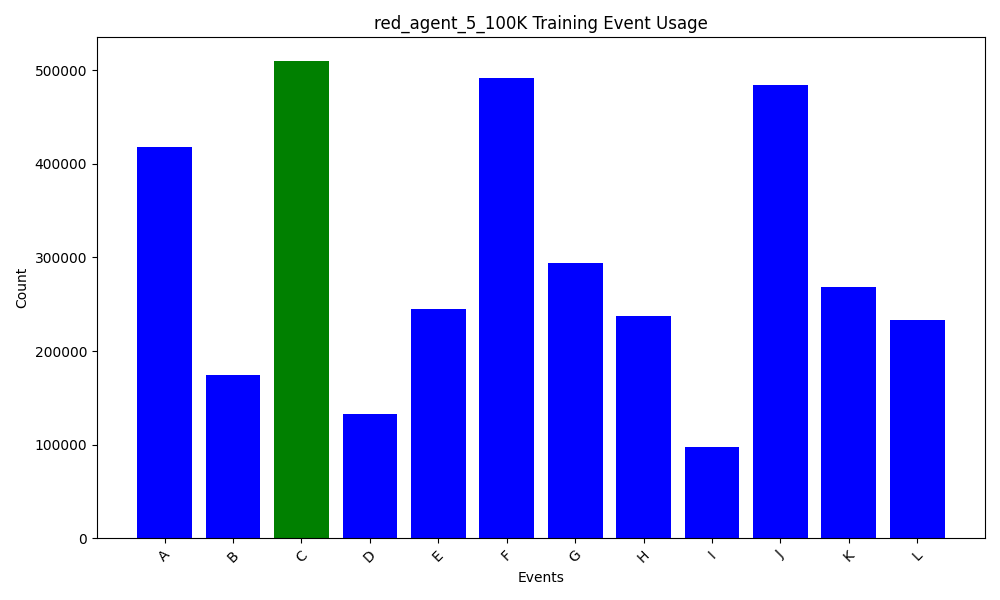 red_agent_5_100K Training Event Usage
Count
500000
400000
300000
200000
100000
0
A B C D E F G H I J K L
Events